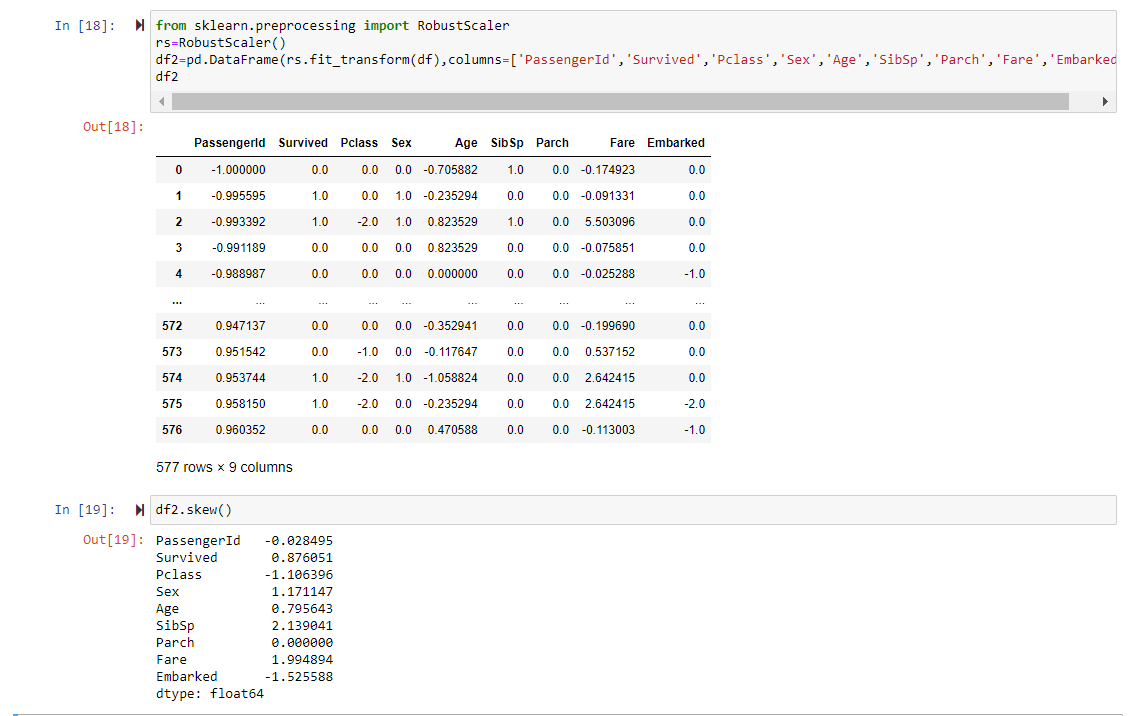 In [18]: from sklearn.preprocessing import RobustScaler
rs=RobustScaler()
df2=pd.DataFrame(rs.fit_transform(df),columns=['PassengerId','Survived','Pclass','Sex','Age','SibSp','Parch','Fare','Embarked
df2
Out[18]:
PassengerId Survived Pclass Sex Age SibSp Parch Fare Embarked
0 -1.000000 0.0 0.0 0.0 -0.705882 1.0 0.0 -0.174923 0.0
1 -0.995595 1.0 0.0 1.0 -0.235294 0.0 0.0 -0.091331 0.0
2 -0.993392 1.0 -2.0 1.0 0.823529 1.0 0.0 5.503096 0.0
3 -0.991189 0.0 0.0 0.0 0.823529 0.0 0.0 -0.075851 0.0
4 -0.988987 0.0 0.0 0.0 0.000000 0.0 0.0 -0.025288 -1.0
... ... ... ... ... ... ... ... ... ...
572 0.947137 0.0 0.0 0.0 -0.352941 0.0 0.0 -0.199690 0.0
573 0.951542 0.0 -1.0 0.0 -0.117647 0.0 0.0 0.537152 0.0
574 0.953744 1.0 -2.0 1.0 -1.058824 0.0 0.0 2.642415 0.0
575 0.958150 1.0 -2.0 0.0 -0.235294 0.0 0.0 2.642415 -2.0
576 0.960352 0.0 0.0 0.0 0.470588 0.0 0.0 -0.113003 -1.0
577 rows × 9 columns
In [19]: df2.skew()
Out[19]: PassengerId -0.028495
Survived 0.876051
Pclass -1.106396
Sex 1.171147
Age 0.795643
SibSp 2.139041
Parch 0.000000
Fare 1.994894
Embarked -1.525588
dtype: float64